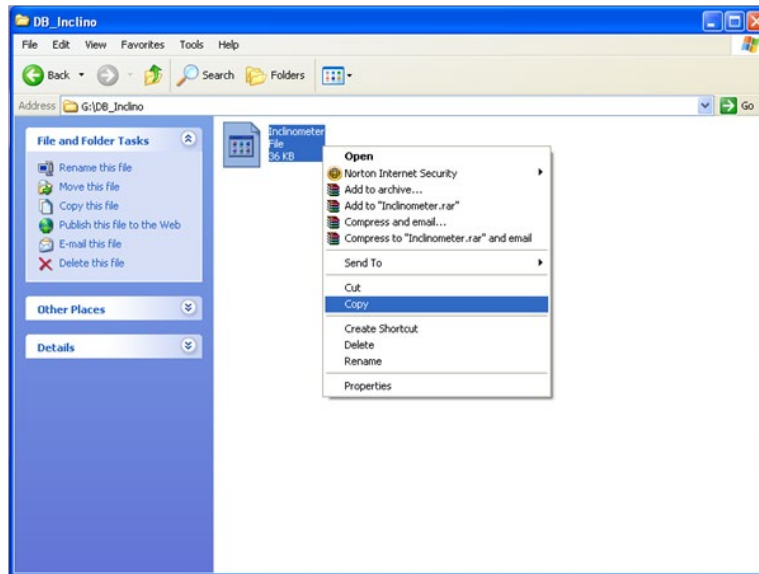 DB_Inclino
File Edit View Favorites Tools Help
Back Search Folders
Address G:\DB_Inclino Go
File and Folder Tasks
Rename this file
Move this file
Copy this file
Publish this file to the Web
E-mail this file
Delete this file
Other Places
Details
Inclinometer
File
36 KB
Open
Norton Internet Security
Add to archive...
Add to "Inclinometer.rar"
Compress and email...
Compress to "Inclinometer.rar" and email
Send To
Cut
Copy
Create Shortcut
Delete
Rename
Properties